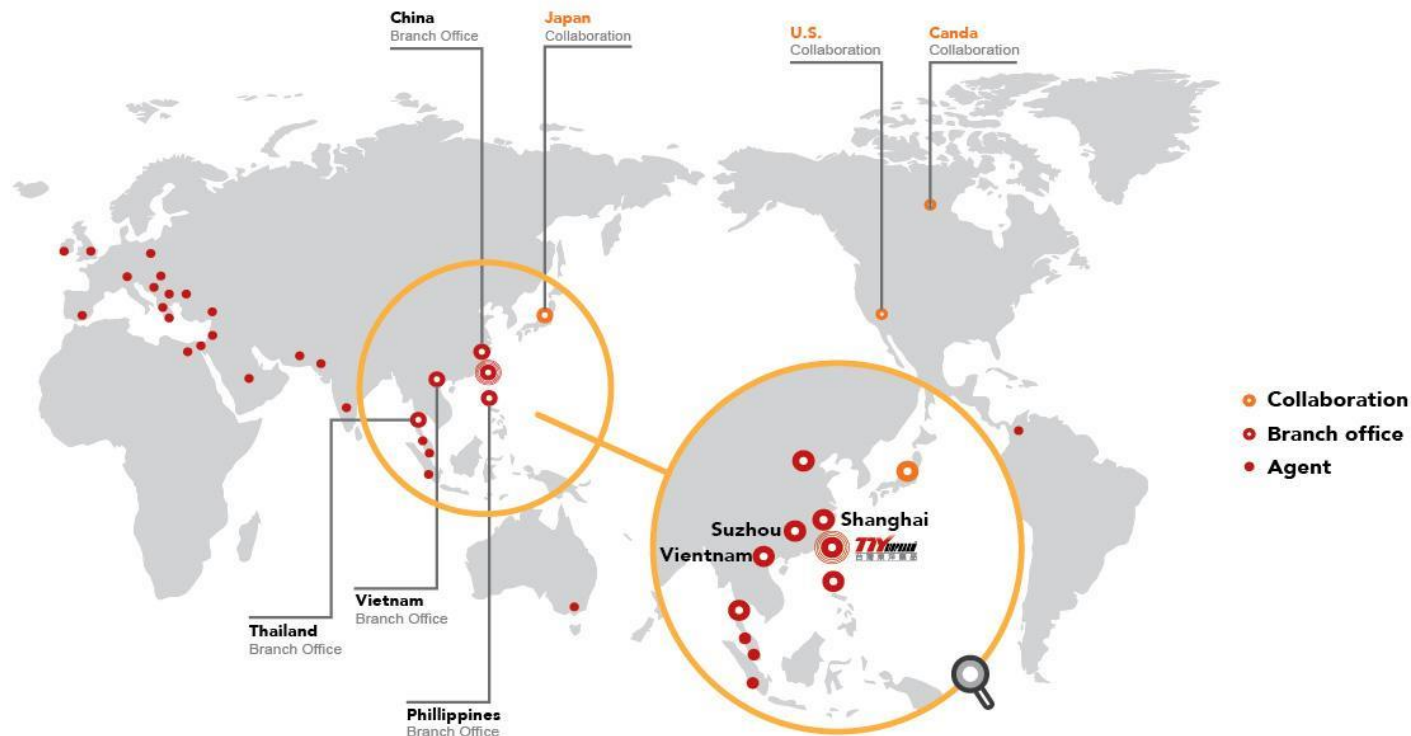 China
Branch Office
Japan
Collaboration
U.S.
Collaboration
Canda
Collaboration
Collaboration
Branch office
Agent
Suzhou
Shanghai
Vientnam
TTY
Vietnam
Branch Office
Thailand
Branch Office
Phillippines
Branch Office